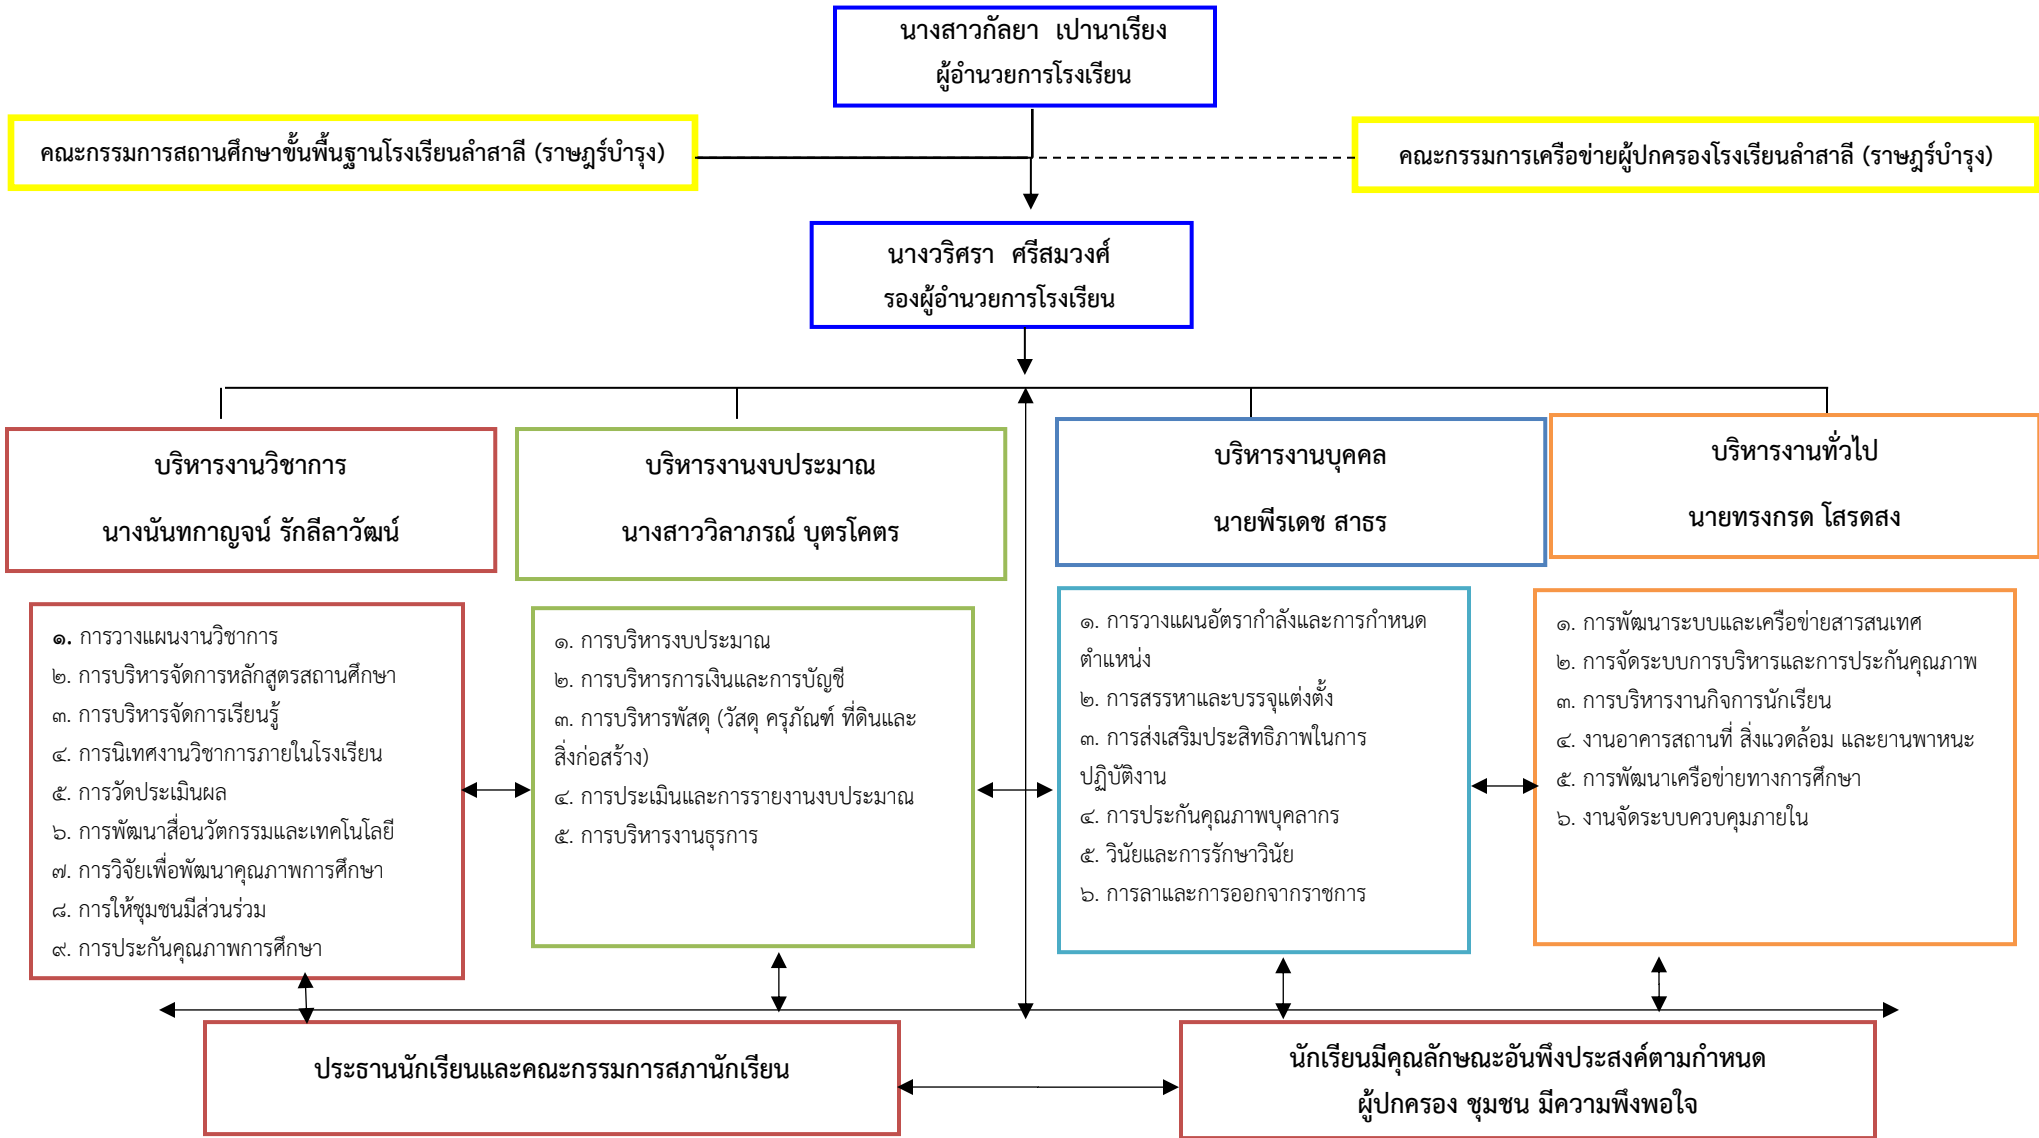 นางสาวกัลยา เปานาเรียง
ผู้อำนวยการโรงเรียน
คณะกรรมการสถานศึกษาขั้นพื้นฐานโรงเรียนลำสาลี (ราษฎร์บำรุง)
คณะกรรมการเครือข่ายผู้ปกครองโรงเรียนลำสาลี (ราษฎร์บำรุง)
นางวริศรา ศรีสมวงศ์
รองผู้อำนวยการโรงเรียน
บริหารงานวิชาการ
นางนันทกาญจน์ รักลีลาวัฒน์
บริหารงานงบประมาณ
นางสาววิลาภรณ์ บุตรโคตร
บริหารงานบุคคล
นายพีรเดช สาธร
บริหารงานทั่วไป
นายทรงกรด โสรดสง
๑. การวางแผนงานวิชาการ
๒. การบริหารจัดการหลักสูตรสถานศึกษา
๓. การบริหารจัดการเรียนรู้
๔. การนิเทศงานวิชาการภายในโรงเรียน
๕. การวัดประเมินผล
๖. การพัฒนาสื่อนวัตกรรมและเทคโนโลยี
๗. การวิจัยเพื่อพัฒนาคุณภาพการศึกษา
๘. การให้ชุมชนมีส่วนร่วม
๙. การประกันคุณภาพการศึกษา
๑. การบริหารงบประมาณ
๒. การบริหารการเงินและการบัญชี
๓. การบริหารพัสดุ (วัสดุ ครุภัณฑ์ ที่ดินและ
สิ่งก่อสร้าง)
๔. การประเมินและการรายงานงบประมาณ
๕. การบริหารงานธุรการ
๑. การวางแผนอัตรากำลังและการกำหนด
ตำแหน่ง
๒. การสรรหาและบรรจุแต่งตั้ง
๓. การส่งเสริมประสิทธิภาพในการ
ปฏิบัติงาน
๔. การประกันคุณภาพบุคลากร
๕. วินัยและการรักษาวินัย
๖. การลาและการออกจากราชการ
๑. การพัฒนาระบบและเครือข่ายสารสนเทศ
๒. การจัดระบบการบริหารและการประกันคุณภาพ
๓. การบริหารงานกิจการนักเรียน
๔. งานอาคารสถานที่ สิ่งแวดล้อม และยานพาหนะ
๕. การพัฒนาเครือข่ายทางการศึกษา
๖. งานจัดระบบควบคุมภายใน
ประธานนักเรียนและคณะกรรมการสภานักเรียน
นักเรียนมีคุณลักษณะอันพึงประสงค์ตามกำหนด
ผู้ปกครอง ชุมชน มีความพึงพอใจ